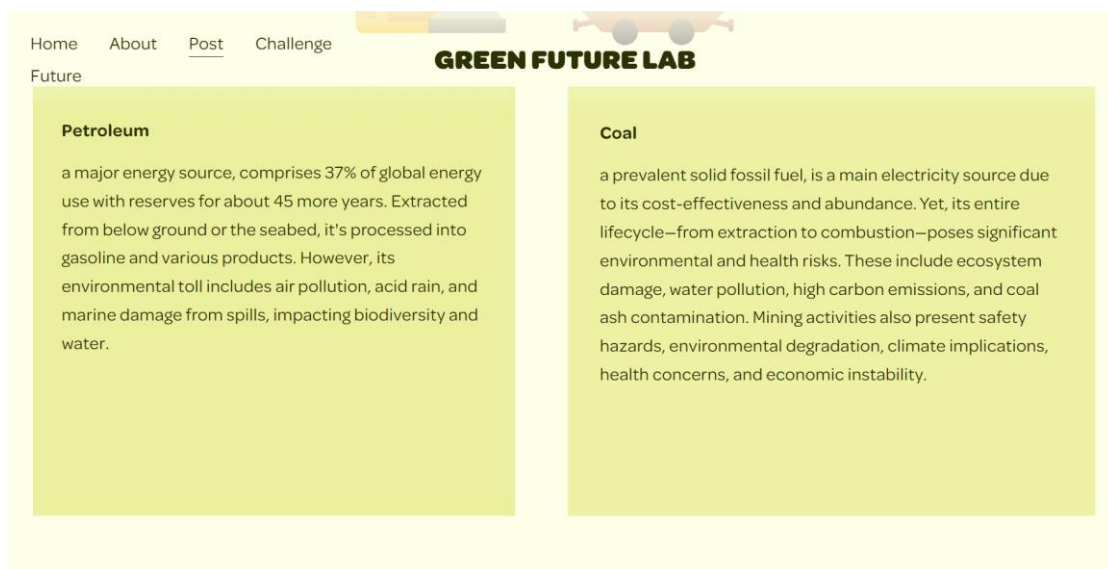 Home About Post Challenge
Future
GREEN FUTURE LAB
Petroleum
a major energy source, comprises 37% of global energy
use with reserves for about 45 more years. Extracted
from below ground or the seabed, it's processed into
gasoline and various products. However, its
environmental toll includes air pollution, acid rain, and
marine damage from spills, impacting biodiversity and
water.
Coal
a prevalent solid fossil fuel, is a main electricity source due
to its cost-effectiveness and abundance. Yet, its entire
lifecycle—from extraction to combustion—poses significant
environmental and health risks. These include ecosystem
damage, water pollution, high carbon emissions, and coal
ash contamination. Mining activities also present safety
hazards, environmental degradation, climate implications,
health concerns, and economic instability.